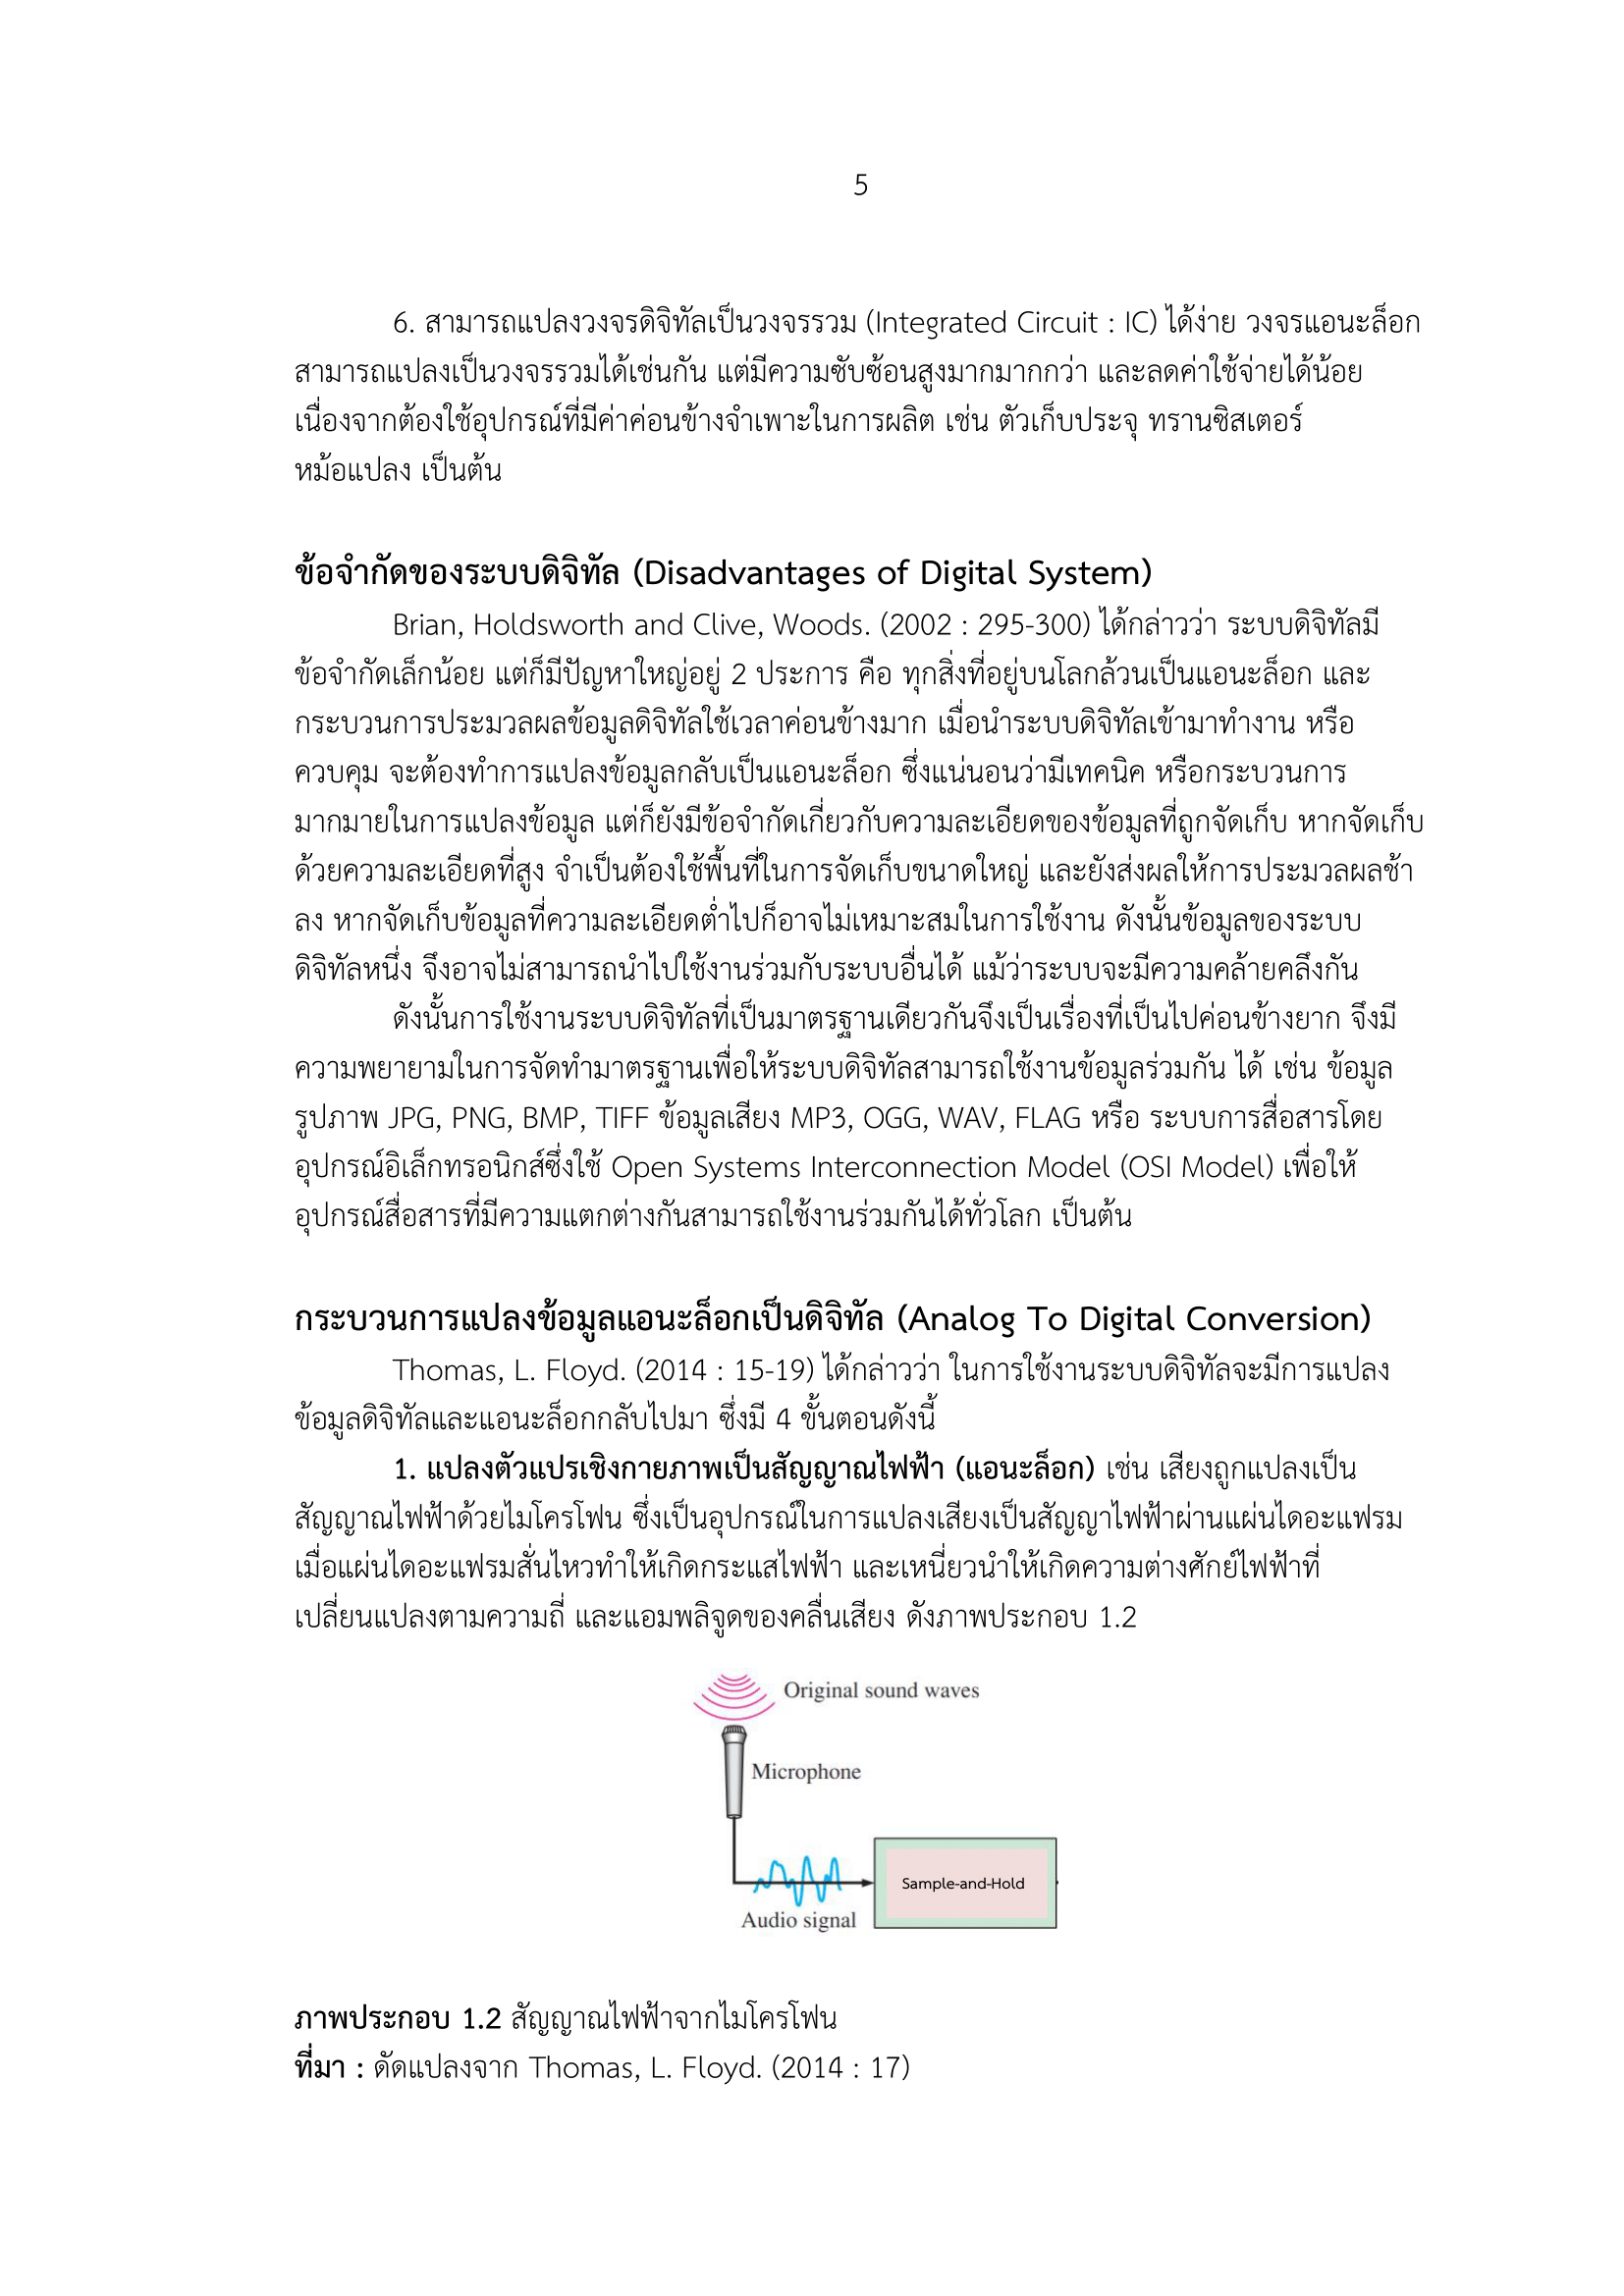 5
6. สามารถแปลงวงจรดิจิทัลเป็นวงจรรวม (Integrated Circuit : IC) ได้ง่าย วงจรแอนะล็อก
สามารถแปลงเป็นวงจรรวมได้เช่นกัน แต่มีความซับซ้อนสูงมากมากกว่า และลดค่าใช้จ่ายได้น้อย
เนื่องจากต้องใช้อุปกรณ์ที่มีค่าค่อนข้างจำเพาะในการผลิต เช่น ตัวเก็บประจุ ทรานซิสเตอร์
หม้อแปลง เป็นต้น
ข้อจำกัดของระบบดิจิทัล (Disadvantages of Digital System)
Brian, Holdsworth and Clive, Woods. (2002 : 295-300) ได้กล่าวว่า ระบบดิจิทัลมี
ข้อจำกัดเล็กน้อย แต่ก็มีปัญหาใหญ่อยู่ 2 ประการ คือ ทุกสิ่งที่อยู่บนโลกล้วนเป็นแอนะล็อก และ
กระบวนการประมวลผลข้อมูลดิจิทัลใช้เวลาค่อนข้างมาก เมื่อนำระบบดิจิทัลเข้ามาทำงาน หรือ
ควบคุม จะต้องทำการแปลงข้อมูลกลับเป็นแอนะล็อก ซึ่งแน่นอนว่ามีเทคนิค หรือกระบวนการ
มากมายในการแปลงข้อมูล แต่ก็ยังมีข้อจำกัดเกี่ยวกับความละเอียดของข้อมูลที่ถูกจัดเก็บ หากจัดเก็บ
ด้วยความละเอียดที่สูง จำเป็นต้องใช้พื้นที่ในการจัดเก็บขนาดใหญ่ และยังส่งผลให้การประมวลผลช้า
ลง หากจัดเก็บข้อมูลที่ความละเอียดต่ำไปก็อาจไม่เหมาะสมในการใช้งาน ดังนั้นข้อมูลของระบบ
ดิจิทัลหนึ่ง จึงอาจไม่สามารถนำไปใช้งานร่วมกับระบบอื่นได้ แม้ว่าระบบจะมีความคล้ายคลึงกัน
ดังนั้นการใช้งานระบบดิจิทัลที่เป็นมาตรฐานเดียวกันจึงเป็นเรื่องที่เป็นไปค่อนข้างยาก จึงมี
ความพยายามในการจัดทำมาตรฐานเพื่อให้ระบบดิจิทัลสามารถใช้งานข้อมูลร่วมกัน ได้ เช่น ข้อมูล
รูปภาพ JPG, PNG, BMP, TIFF ข้อมูลเสียง MP3, OGG, WAV, FLAG หรือ ระบบการสื่อสารโดย
อุปกรณ์อิเล็กทรอนิกส์ซึ่งใช้ Open Systems Interconnection Model (OSI Model) เพื่อให้
อุปกรณ์สื่อสารที่มีความแตกต่างกันสามารถใช้งานร่วมกันได้ทั่วโลก เป็นต้น
กระบวนการแปลงข้อมูลแอนะล็อกเป็นดิจิทัล (Analog To Digital Conversion)
Thomas, L. Floyd. (2014 : 15-19) ได้กล่าวว่า ในการใช้งานระบบดิจิทัลจะมีการแปลง
ข้อมูลดิจิทัลและแอนะล็อกกลับไปมา ซึ่งมี 4 ขั้นตอนดังนี้
1. แปลงตัวแปรเชิงกายภาพเป็นสัญญาณไฟฟ้า (แอนะล็อก) เช่น เสียงถูกแปลงเป็น
สัญญาณไฟฟ้าด้วยไมโครโฟน ซึ่งเป็นอุปกรณ์ในการแปลงเสียงเป็นสัญญาไฟฟ้าผ่านแผ่นไดอะแฟรม
เมื่อแผ่นไดอะแฟรมสั่นไหวทำให้เกิดกระแสไฟฟ้า และเหนี่ยวนำให้เกิดความต่างศักย์ไฟฟ้าที่
เปลี่ยนแปลงตามความถี่ และแอมพลิจูดของคลื่นเสียง ดังภาพประกอบ 1.2
Original sound waves
Microphone
Sample-and-Hold
Audio signal
ภาพประกอบ 1.2 สัญญาณไฟฟ้าจากไมโครโฟน
ที่มา : ดัดแปลงจาก Thomas, L. Floyd. (2014 : 17)